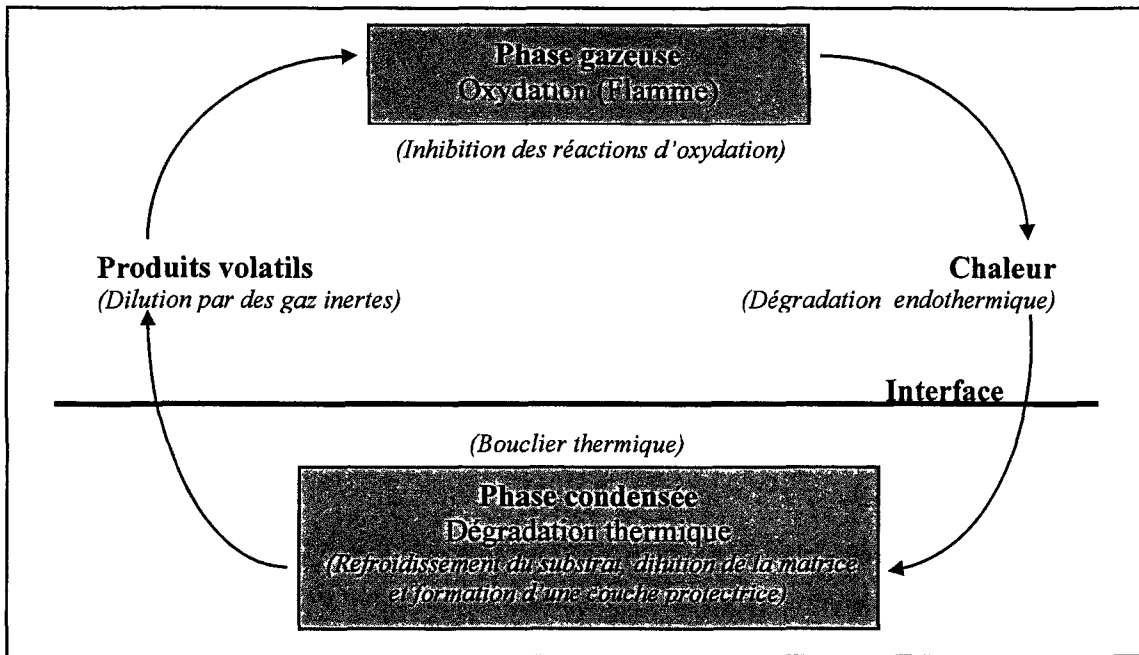 Phase gazeuse
Oxydation (Flamme)
(Inhibition des réactions d'oxydation)
Produits volatils
(Dilution par des gaz inertes)
Chaleur
(Dégradation endothermique)
Interface
(Bouclier thermique)
Phase condensée
Dégradation thermique
(Refroidissement du substrat, dilution de la matrice
et formation d'une couche protectrice)